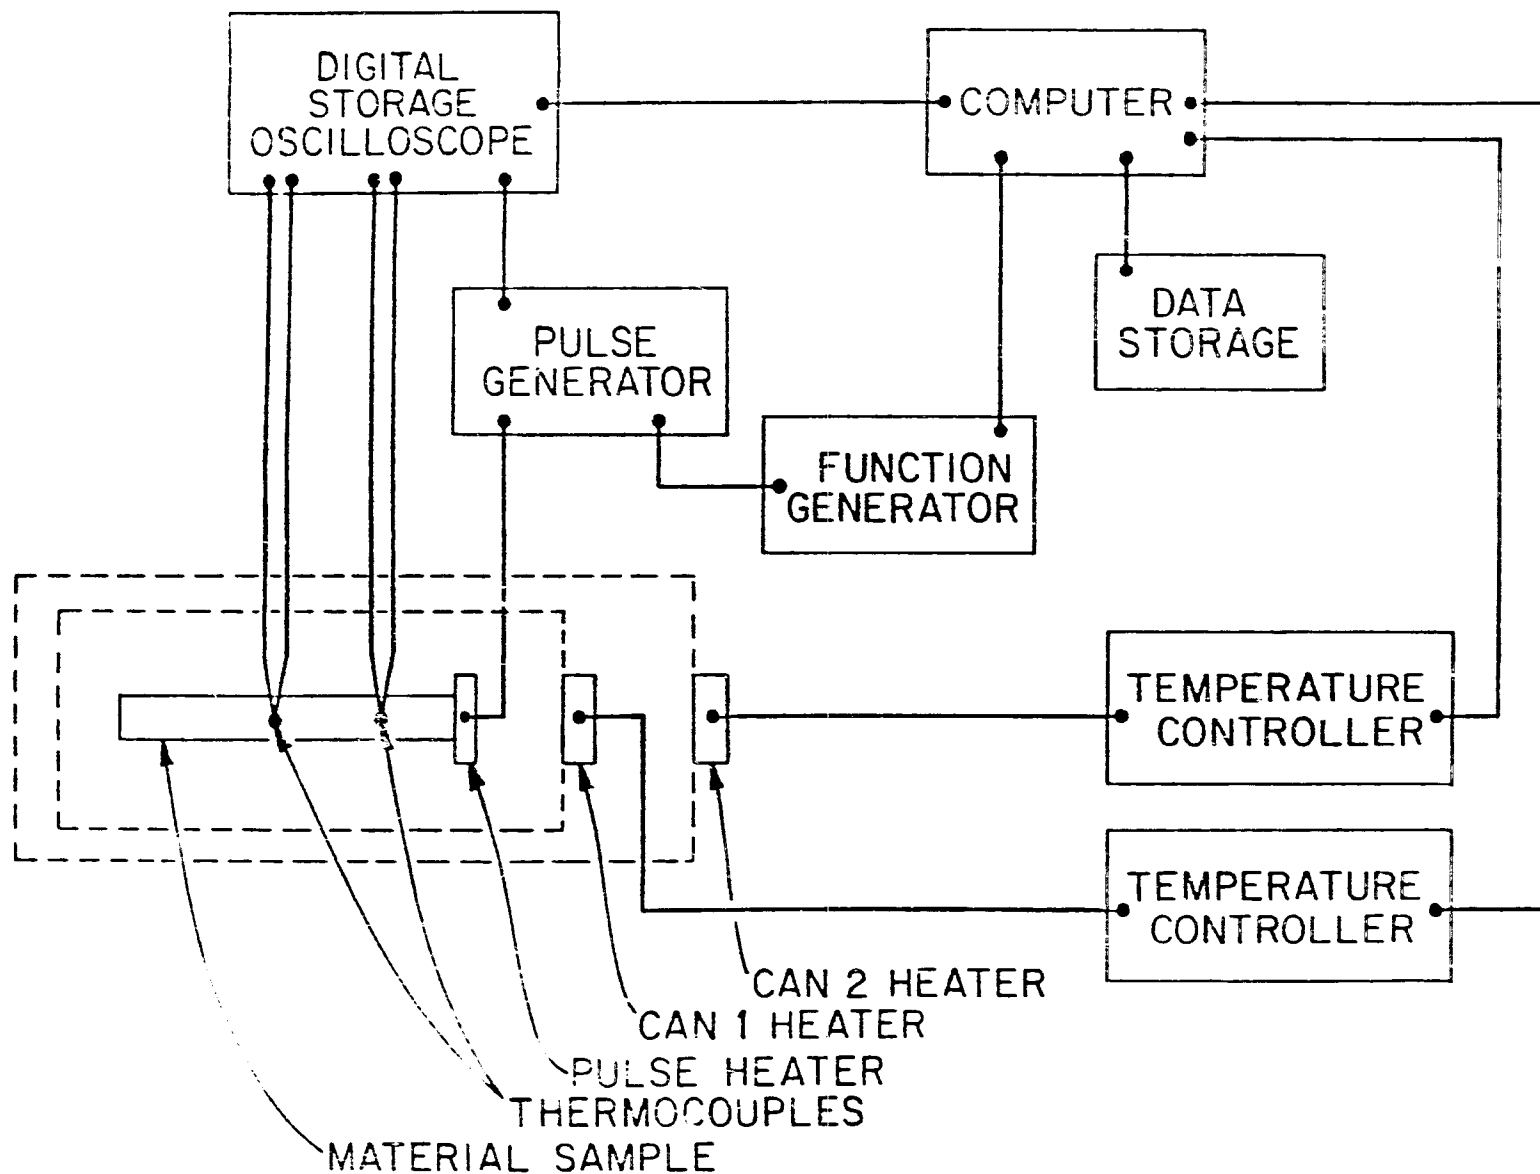 DIGITAL
STORAGE
OSCILLOSCOPE
COMPUTER
PULSE
GENERATOR
DATA
STORAGE
FUNCTION
GENERATOR
TEMPERATURE
CONTROLLER
TEMPERATURE
CONTROLLER
CAN 2 HEATER
CAN 1 HEATER
PULSE HEATER
THERMOCOUPLES
MATERIAL SAMPLE